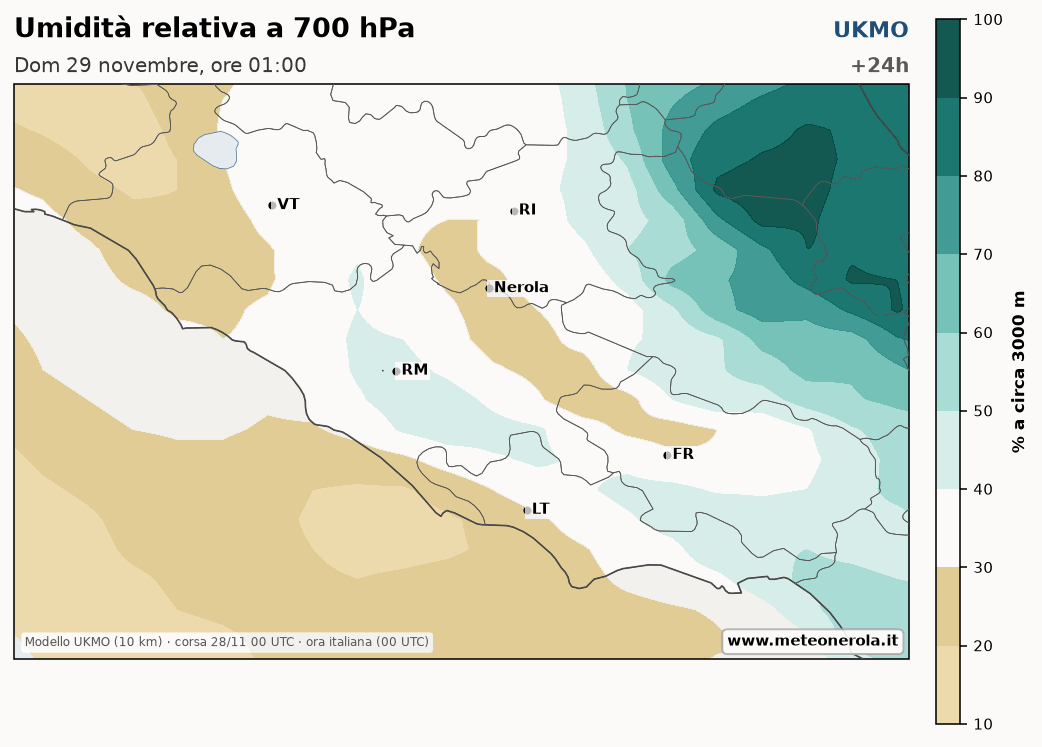 Umidità relativa a 700 hPa
UKMO
Dom 29 novembre, ore 01:00
+24h
VT
RI
Nerola
RM
FR
LT
Modello UKMO (10 km) · corsa 28/11 00 UTC · ora italiana (00 UTC)
www.meteonerola.it
100
90
80
70
60
50
40
30
20
10
% a circa 3000 m